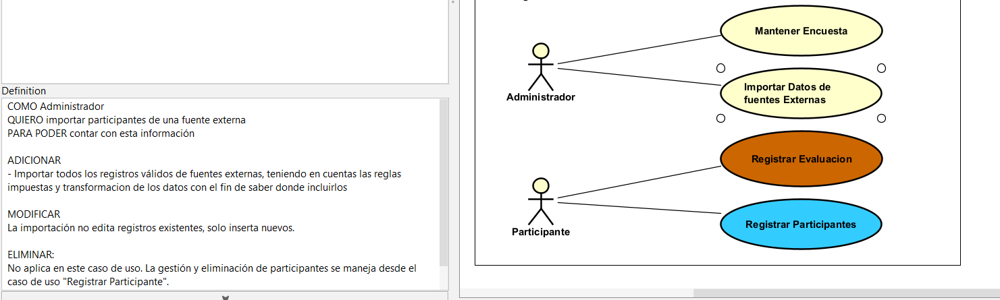 Definition
COMO Administrador
QUIERO importar participantes de una fuente externa
PARA PODER contar con esta información
ADICIONAR
- Importar todos los registros válidos de fuentes externas, teniendo en cuentas las reglas
impuestas y transformacion de los datos con el fin de saber donde incluirlos
MODIFICAR
La importación no edita registros existentes, solo inserta nuevos.
ELIMINAR:
No aplica en este caso de uso. La gestión y eliminación de participantes se maneja desde el
caso de uso "Registrar Participante".
Mantener Encuesta
Administrador
Importar Datos de
fuentes Externas
Registrar Evaluacion
Participante
Registrar Participantes